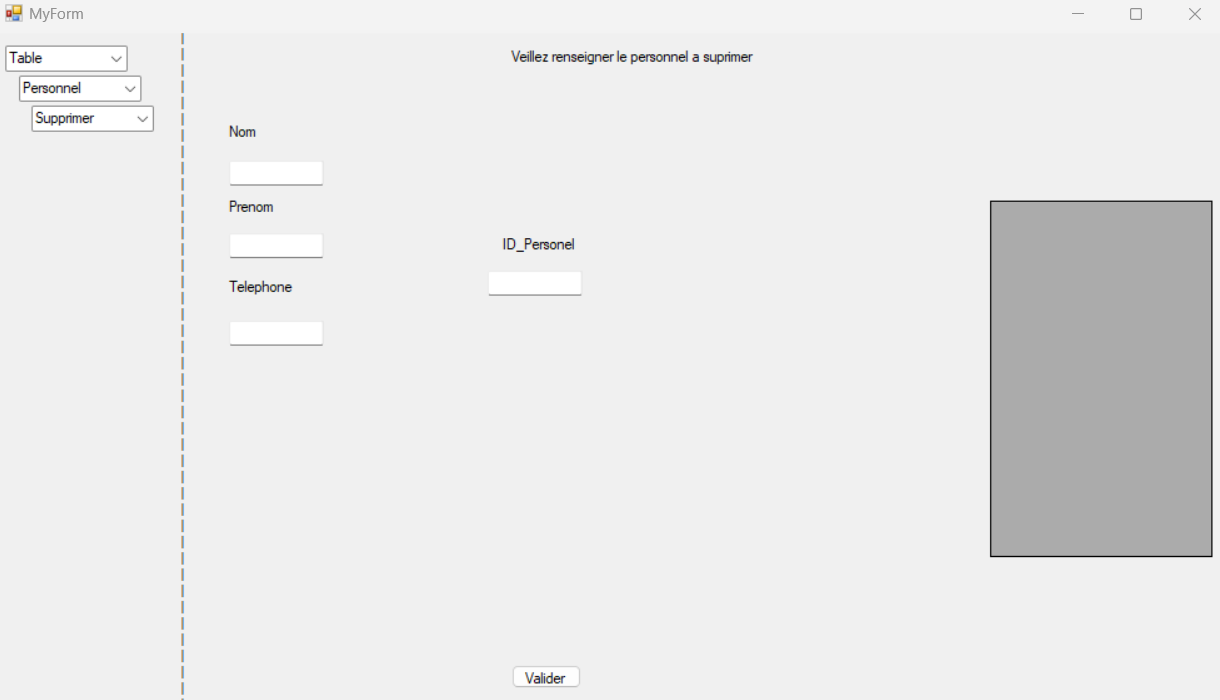 MyForm
Table
Personnel
Supprimer
Veillez renseigner le personnel a suprimer
Nom
Prenom
ID_Personel
Telephone
Valider